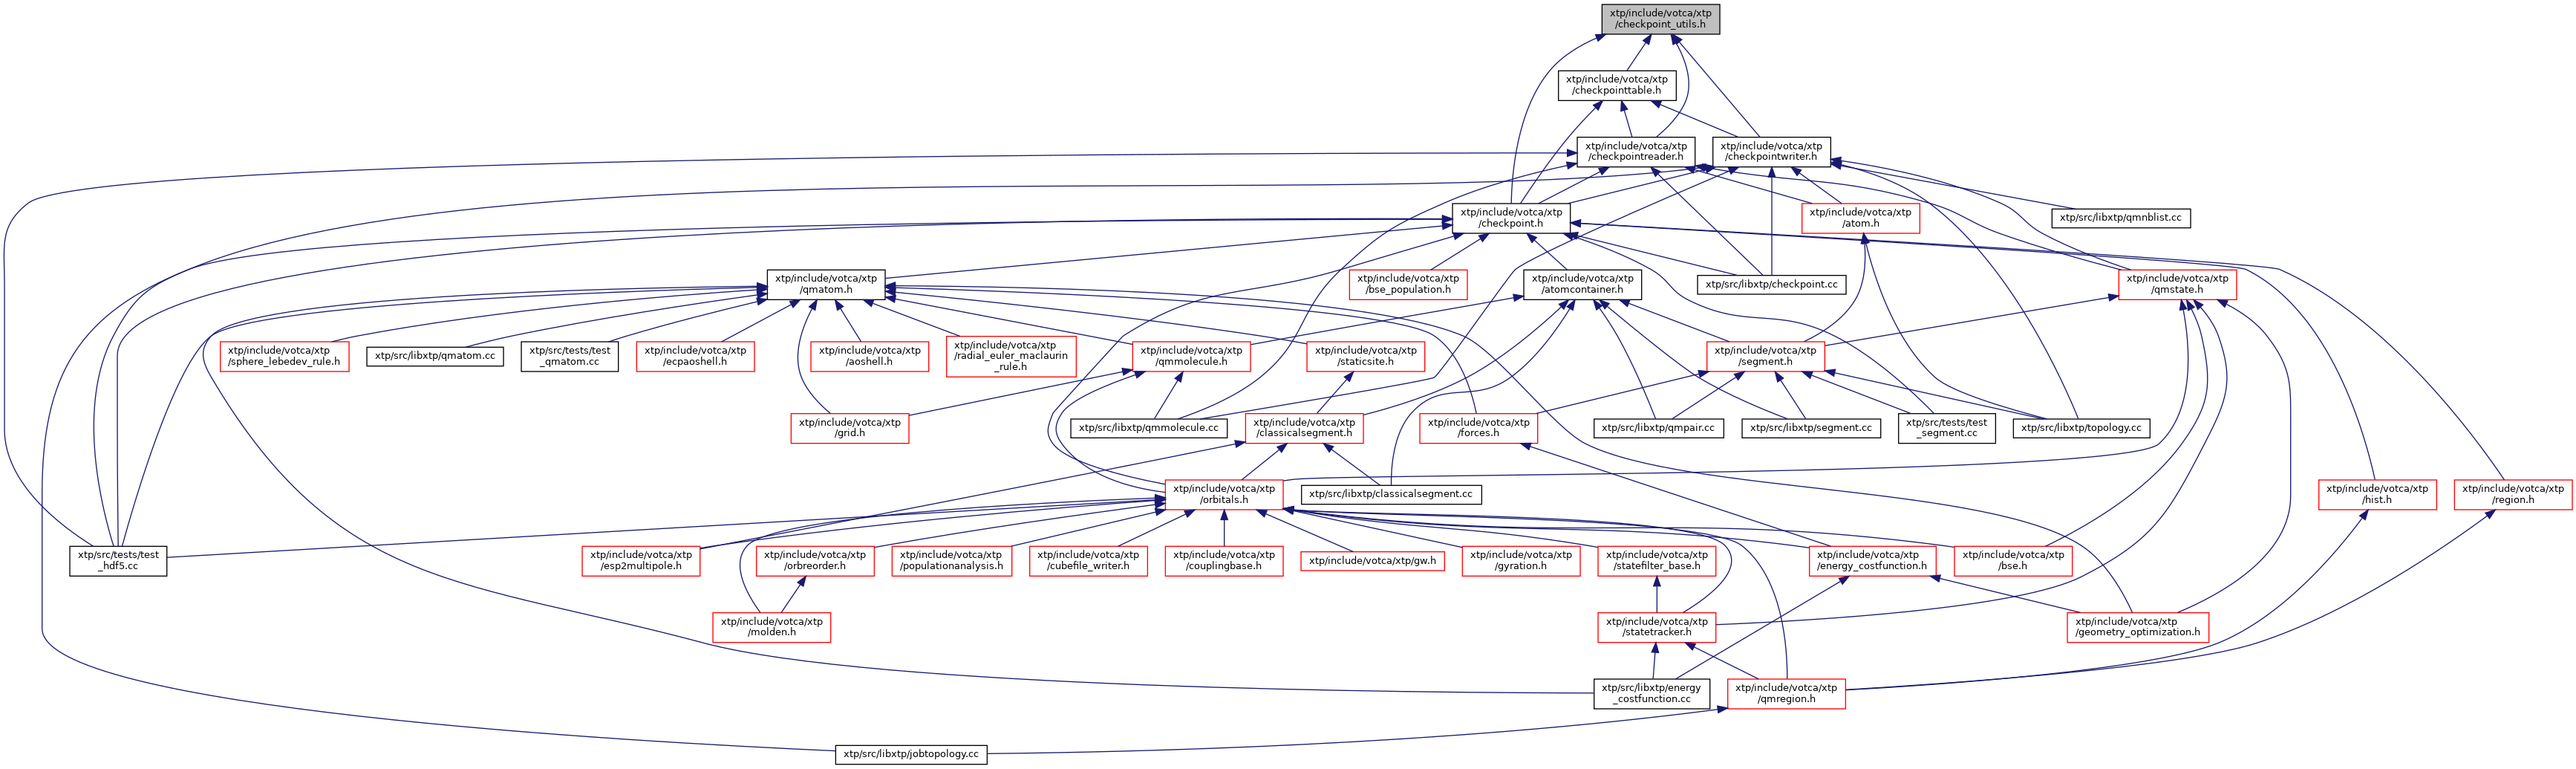 xtp/include/votca/xtp
/checkpoint_utils.h
xtp/include/votca/xtp
/checkpointtable.h
xtp/include/votca/xtp
/checkpointreader.h
xtp/include/votca/xtp
/checkpointwriter.h
xtp/include/votca/xtp
/checkpoint.h
xtp/include/votca/xtp
/atom.h
xtp/src/libxtp/qmnblist.cc
xtp/include/votca/xtp
/qmatom.h
xtp/include/votca/xtp
/bse_population.h
xtp/include/votca/xtp
/atomcontainer.h
xtp/src/libxtp/checkpoint.cc
xtp/include/votca/xtp
/qmstate.h
xtp/include/votca/xtp
/sphere_lebedev_rule.h
xtp/src/libxtp/qmatom.cc
xtp/src/tests/test
_qmatom.cc
xtp/include/votca/xtp
/ecpaoshell.h
xtp/include/votca/xtp
/aoshell.h
xtp/include/votca/xtp
/radial_euler_maclaurin
_rule.h
xtp/include/votca/xtp
/qmmolecule.h
xtp/include/votca/xtp
/staticsite.h
xtp/include/votca/xtp
/segment.h
xtp/include/votca/xtp
/grid.h
xtp/src/libxtp/qmmolecule.cc
xtp/include/votca/xtp
/classicalsegment.h
xtp/include/votca/xtp
/forces.h
xtp/src/libxtp/qmpair.cc
xtp/src/libxtp/segment.cc
xtp/src/tests/test
_segment.cc
xtp/src/libxtp/topology.cc
xtp/include/votca/xtp
/orbitals.h
xtp/src/libxtp/classicalsegment.cc
xtp/include/votca/xtp
/hist.h
xtp/include/votca/xtp
/region.h
xtp/src/tests/test
_hdf5.cc
xtp/include/votca/xtp
/esp2multipole.h
xtp/include/votca/xtp
/orbreorder.h
xtp/include/votca/xtp
/populationanalysis.h
xtp/include/votca/xtp
/cubefile_writer.h
xtp/include/votca/xtp
/couplingbase.h
xtp/include/votca/xtp/gw.h
xtp/include/votca/xtp
/gyration.h
xtp/include/votca/xtp
/statefilter_base.h
xtp/include/votca/xtp
/energy_costfunction.h
xtp/include/votca/xtp
/bse.h
xtp/include/votca/xtp
/molden.h
xtp/include/votca/xtp
/statetracker.h
xtp/include/votca/xtp
/geometry_optimization.h
xtp/src/libxtp/energy
_costfunction.cc
xtp/include/votca/xtp
/qmregion.h
xtp/src/libxtp/jobtopology.cc